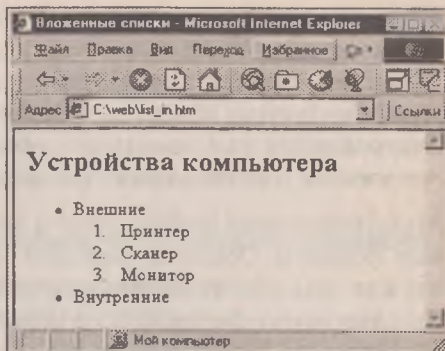 Вложенные списки - Microsoft Internet Explorer
Файл Правка Вид Переход Избранное
Адрес C:\web\list_in.htm Ссылки
Устройства компьютера
• Внешние
1. Принтер
2. Сканер
3. Монитор
• Внутренние
Мой компьютер